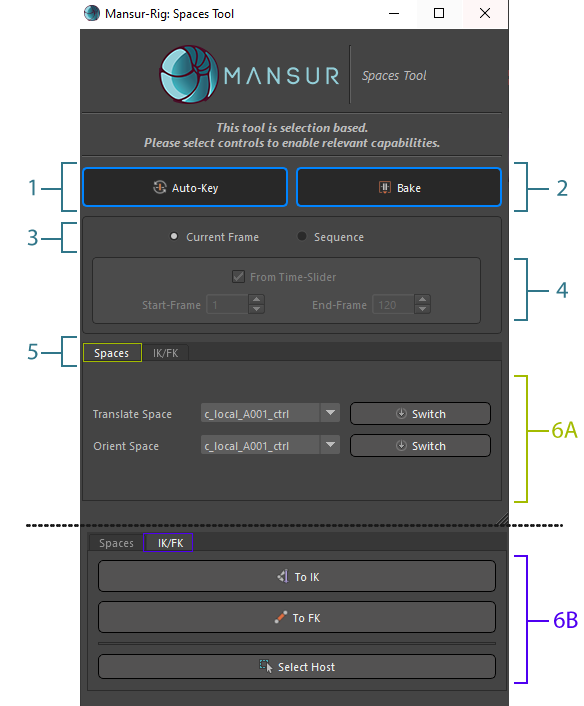 Mansur-Rig: Spaces Tool
MANSUR
Spaces Tool
This tool is selection based.
Please select controls to enable relevant capabilities.
1
Auto-Key
Bake
2
3
Current Frame
Sequence
From Time-Slider
4
Start-Frame 1
End-Frame 120
5
Spaces
IK/FK
Translate Space
c_local_A001_ctrl
Switch
6A
Orient Space
c_local_A001_ctrl
Switch
Spaces
IK/FK
To IK
To FK
6B
Select Host